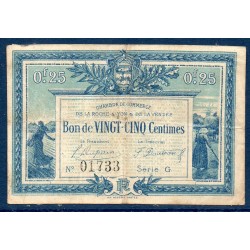 0f.25 0f.25
CHAMBRE DE COMMERCE
DE LA ROCHE S/YON & DE LA VENDÉE
Bon de VINGT-CINQ Centimes
Le Président, Le Trésorier,
No 01733 Série G